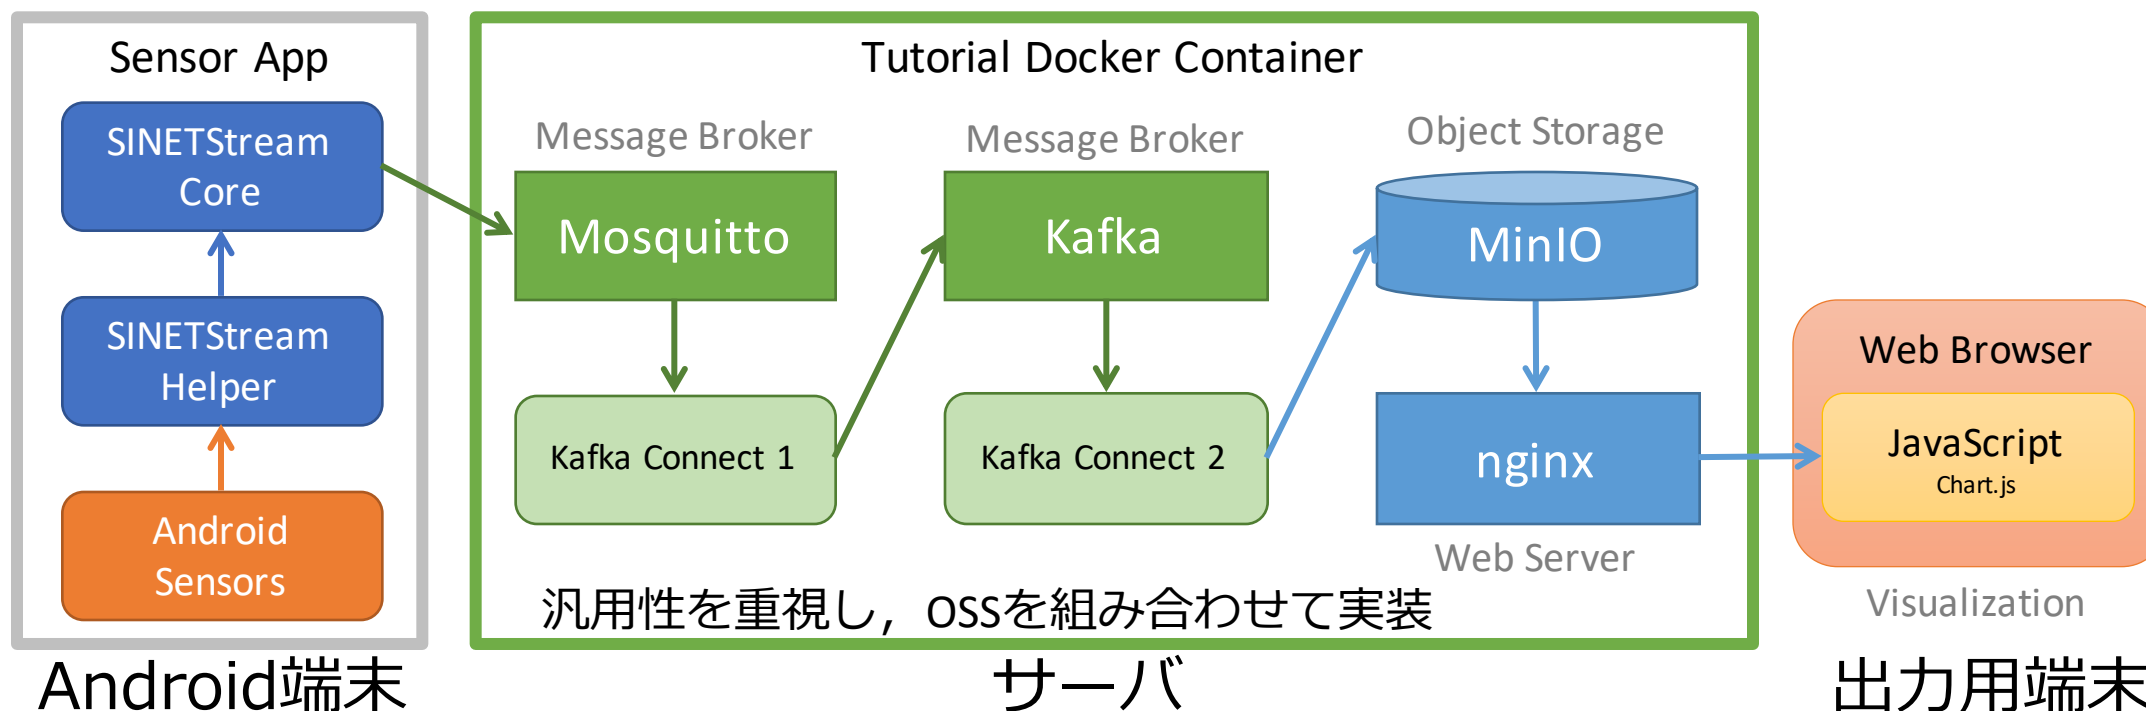 Sensor App
SINETStream
Core
SINETStream
Helper
Android
Sensors
Android端末
Tutorial Docker Container
Message Broker
Mosquitto
Kafka Connect 1
Message Broker
Kafka
Kafka Connect 2
Object Storage
MinIO
nginx
Web Server
汎用性を重視し，OSSを組み合わせて実装
サーバ
Web Browser
JavaScript
Chart.js
Visualization
出力用端末